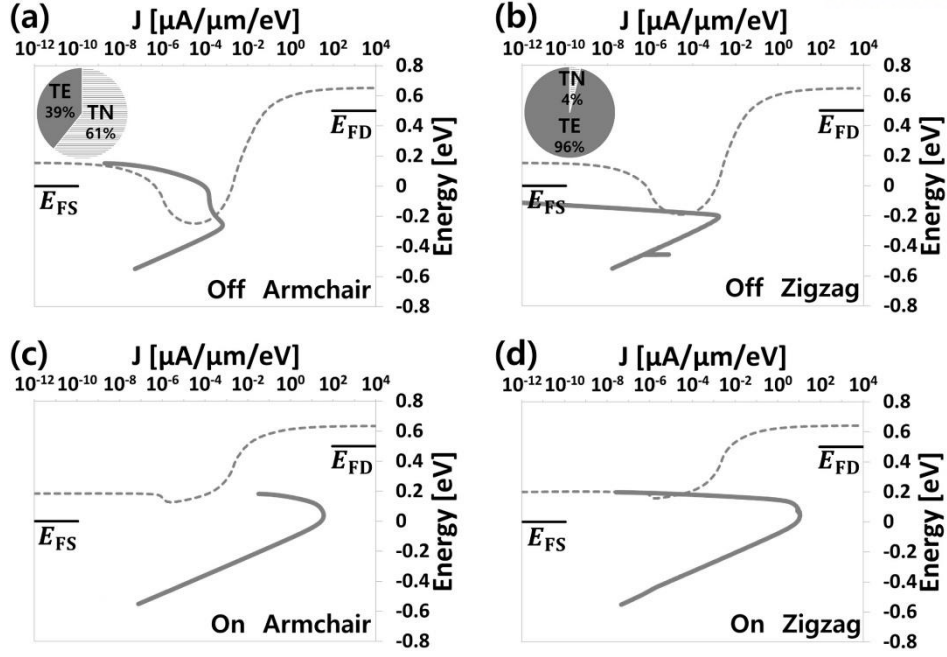 (a) J [μA/μm/eV]
10⁻¹² 10⁻¹⁰ 10⁻⁸ 10⁻⁶ 10⁻⁴ 10⁻² 10⁰ 10² 10⁴
TE
39%
TN
61%
E_FD
E_FS
0.8
0.6
0.4
0.2
0
-0.2
-0.4
-0.6
-0.8
Energy [eV]
Off Armchair
(b) J [μA/μm/eV]
10⁻¹² 10⁻¹⁰ 10⁻⁸ 10⁻⁶ 10⁻⁴ 10⁻² 10⁰ 10² 10⁴
TN
4%
TE
96%
E_FD
E_FS
0.8
0.6
0.4
0.2
0
-0.2
-0.4
-0.6
-0.8
Energy [eV]
Off Zigzag
(c) J [μA/μm/eV]
10⁻¹² 10⁻¹⁰ 10⁻⁸ 10⁻⁶ 10⁻⁴ 10⁻² 10⁰ 10² 10⁴
E_FD
E_FS
0.8
0.6
0.4
0.2
0
-0.2
-0.4
-0.6
-0.8
Energy [eV]
On Armchair
(d) J [μA/μm/eV]
10⁻¹² 10⁻¹⁰ 10⁻⁸ 10⁻⁶ 10⁻⁴ 10⁻² 10⁰ 10² 10⁴
E_FD
E_FS
0.8
0.6
0.4
0.2
0
-0.2
-0.4
-0.6
-0.8
Energy [eV]
On Zigzag